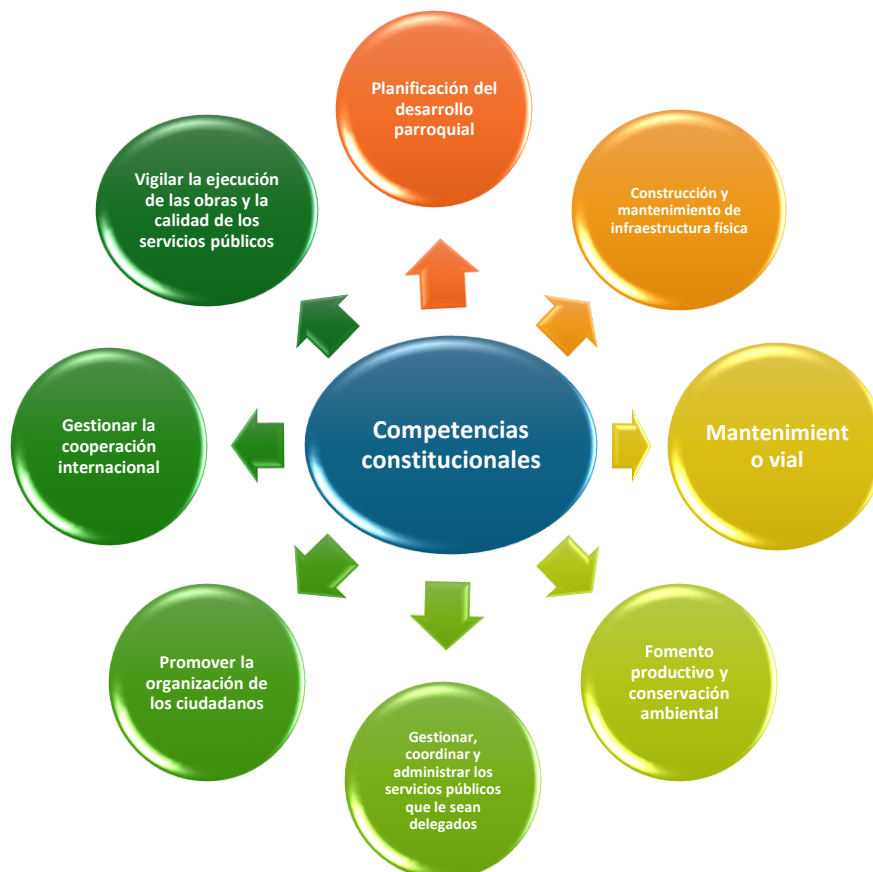 Planificación del
desarrollo
parroquial
Construcción y
mantenimiento de
infraestructura física
Mantenimient
o vial
Fomento
productivo y
conservación
ambiental
Gestionar,
coordinar y
administrar los
servicios públicos
que le sean
delegados
Promover la
organización de
los ciudadanos
Gestionar la
cooperación
internacional
Vigilar la ejecución
de las obras y la
calidad de los
servicios públicos
Competencias
constitucionales